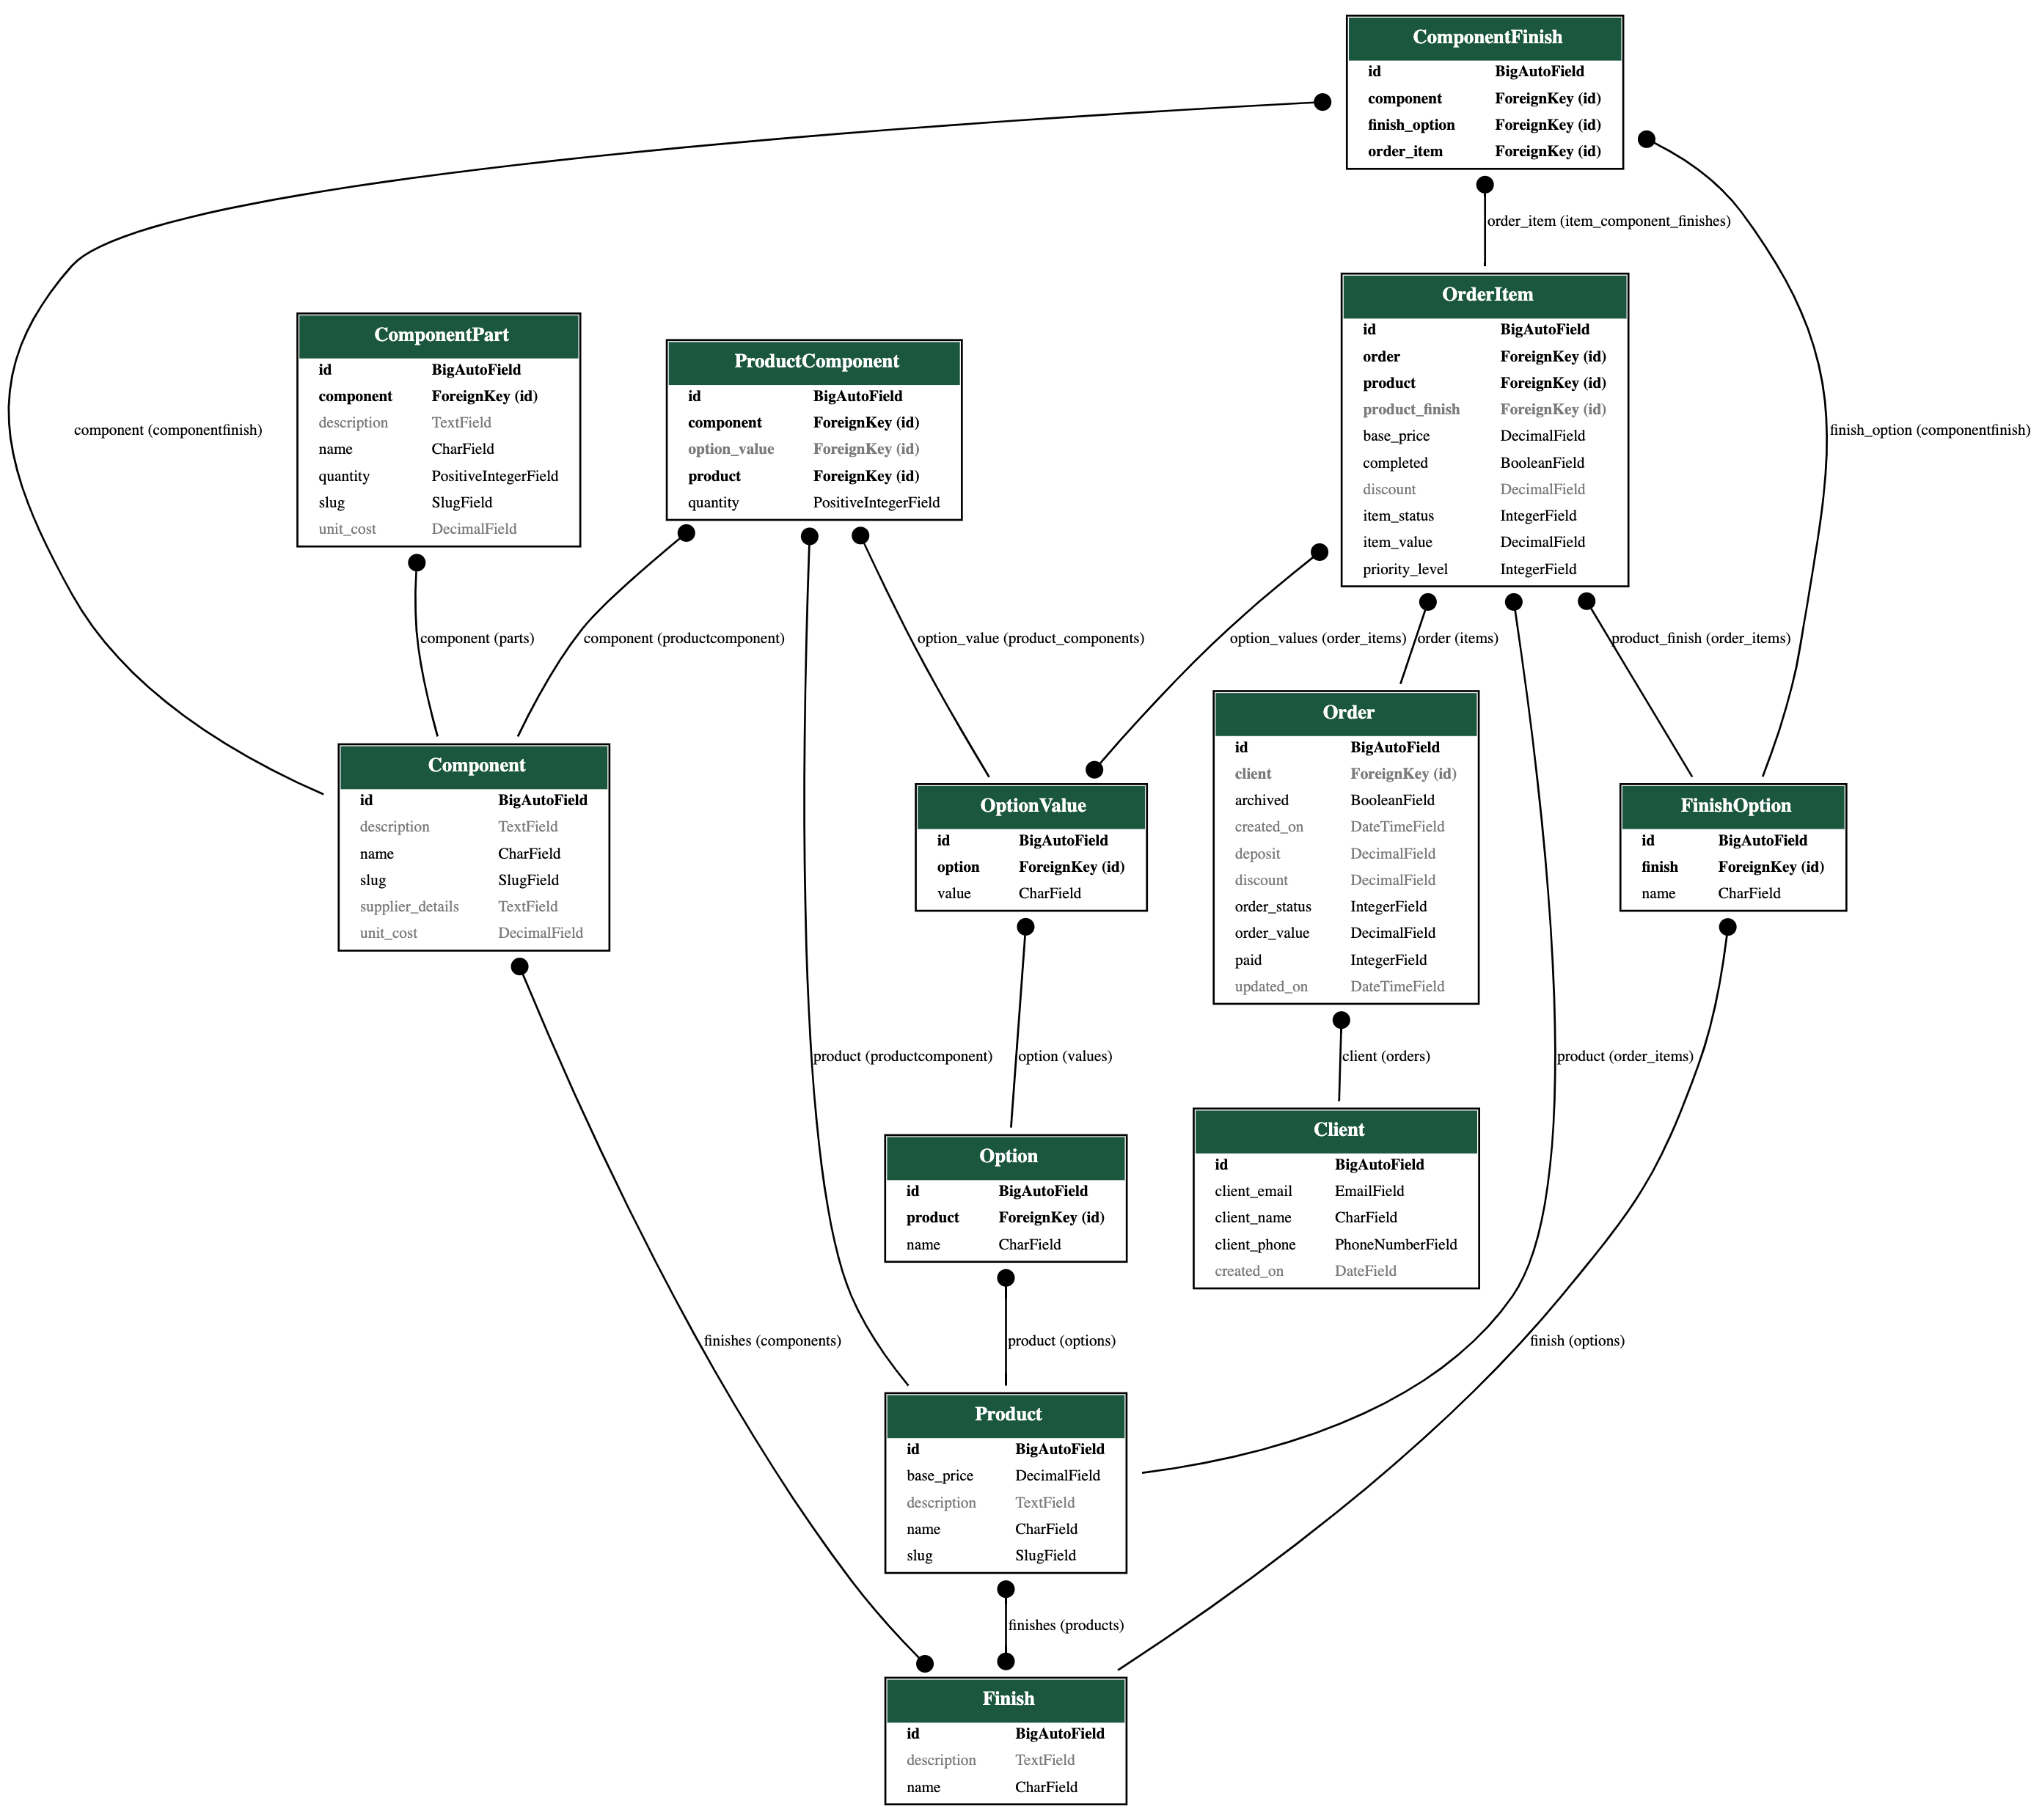 ComponentFinish
id BigAutoField
component ForeignKey (id)
finish_option ForeignKey (id)
order_item ForeignKey (id)
order_item (item_component_finishes)
OrderItem
id BigAutoField
order ForeignKey (id)
product ForeignKey (id)
product_finish ForeignKey (id)
base_price DecimalField
completed BooleanField
discount DecimalField
item_status IntegerField
item_value DecimalField
priority_level IntegerField
ComponentPart
id BigAutoField
component ForeignKey (id)
description TextField
name CharField
quantity PositiveIntegerField
slug SlugField
unit_cost DecimalField
ProductComponent
id BigAutoField
component ForeignKey (id)
option_value ForeignKey (id)
product ForeignKey (id)
quantity PositiveIntegerField
component (componentfinish)
finish_option (componentfinish)
component (parts)
component (productcomponent)
option_value (product_components)
option_values (order_items)
order (items)
product_finish (order_items)
Component
id BigAutoField
description TextField
name CharField
slug SlugField
supplier_details TextField
unit_cost DecimalField
OptionValue
id BigAutoField
option ForeignKey (id)
value CharField
Order
id BigAutoField
client ForeignKey (id)
archived BooleanField
created_on DateTimeField
deposit DecimalField
discount DecimalField
order_status IntegerField
order_value DecimalField
paid IntegerField
updated_on DateTimeField
FinishOption
id BigAutoField
finish ForeignKey (id)
name CharField
product (productcomponent)
option (values)
client (orders)
product (order_items)
Option
id BigAutoField
product ForeignKey (id)
name CharField
Client
id BigAutoField
client_email EmailField
client_name CharField
client_phone PhoneNumberField
created_on DateField
finishes (components)
product (options)
finish (options)
Product
id BigAutoField
base_price DecimalField
description TextField
name CharField
slug SlugField
finishes (products)
Finish
id BigAutoField
description TextField
name CharField